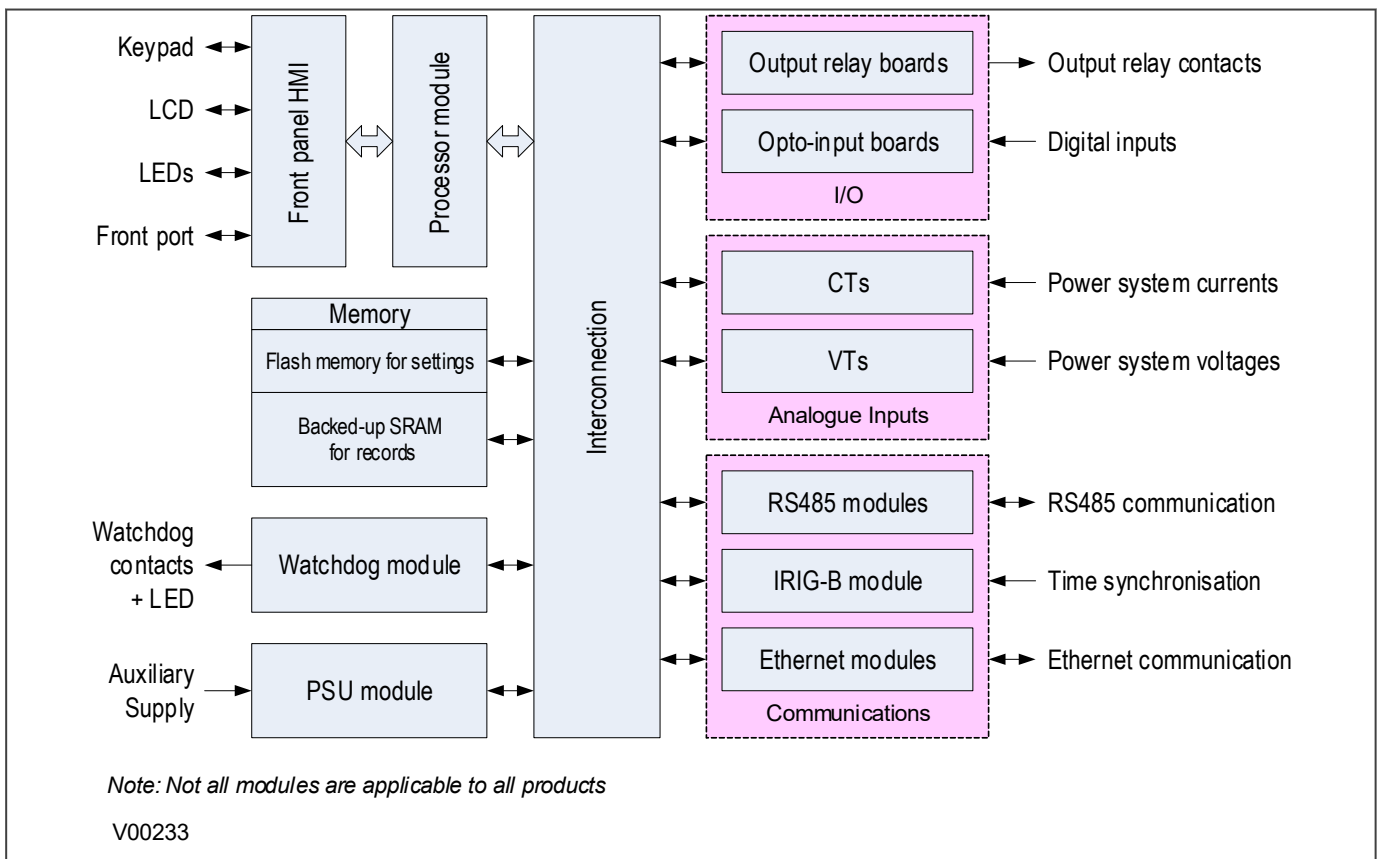 Keypad
LCD
LEDs
Front port
Front panel HMI
Processor module
Memory
Flash memory for settings
Backed-up SRAM
for records
Watchdog
contacts
+ LED
Watchdog module
Auxiliary
Supply
PSU module
Interconnection
Output relay boards
Output relay contacts
Opto-input boards
Digital inputs
I/O
CTs
Power system currents
VTs
Power system voltages
Analogue Inputs
RS485 modules
RS485 communication
IRIG-B module
Time synchronisation
Ethernet modules
Ethernet communication
Communications
Note: Not all modules are applicable to all products
V00233